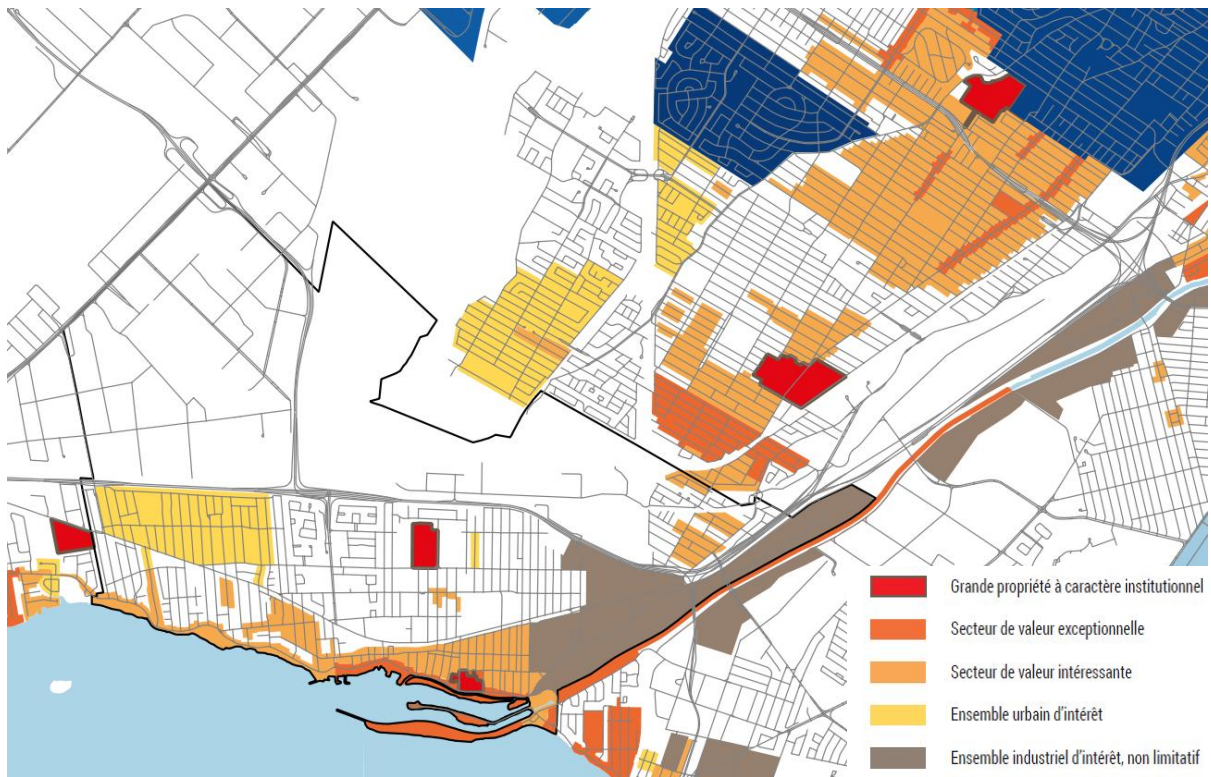 Grande propriété à caractère institutionnel
Secteur de valeur exceptionnelle
Secteur de valeur intéressante
Ensemble urbain d'intérêt
Ensemble industriel d'intérêt, non limitatif